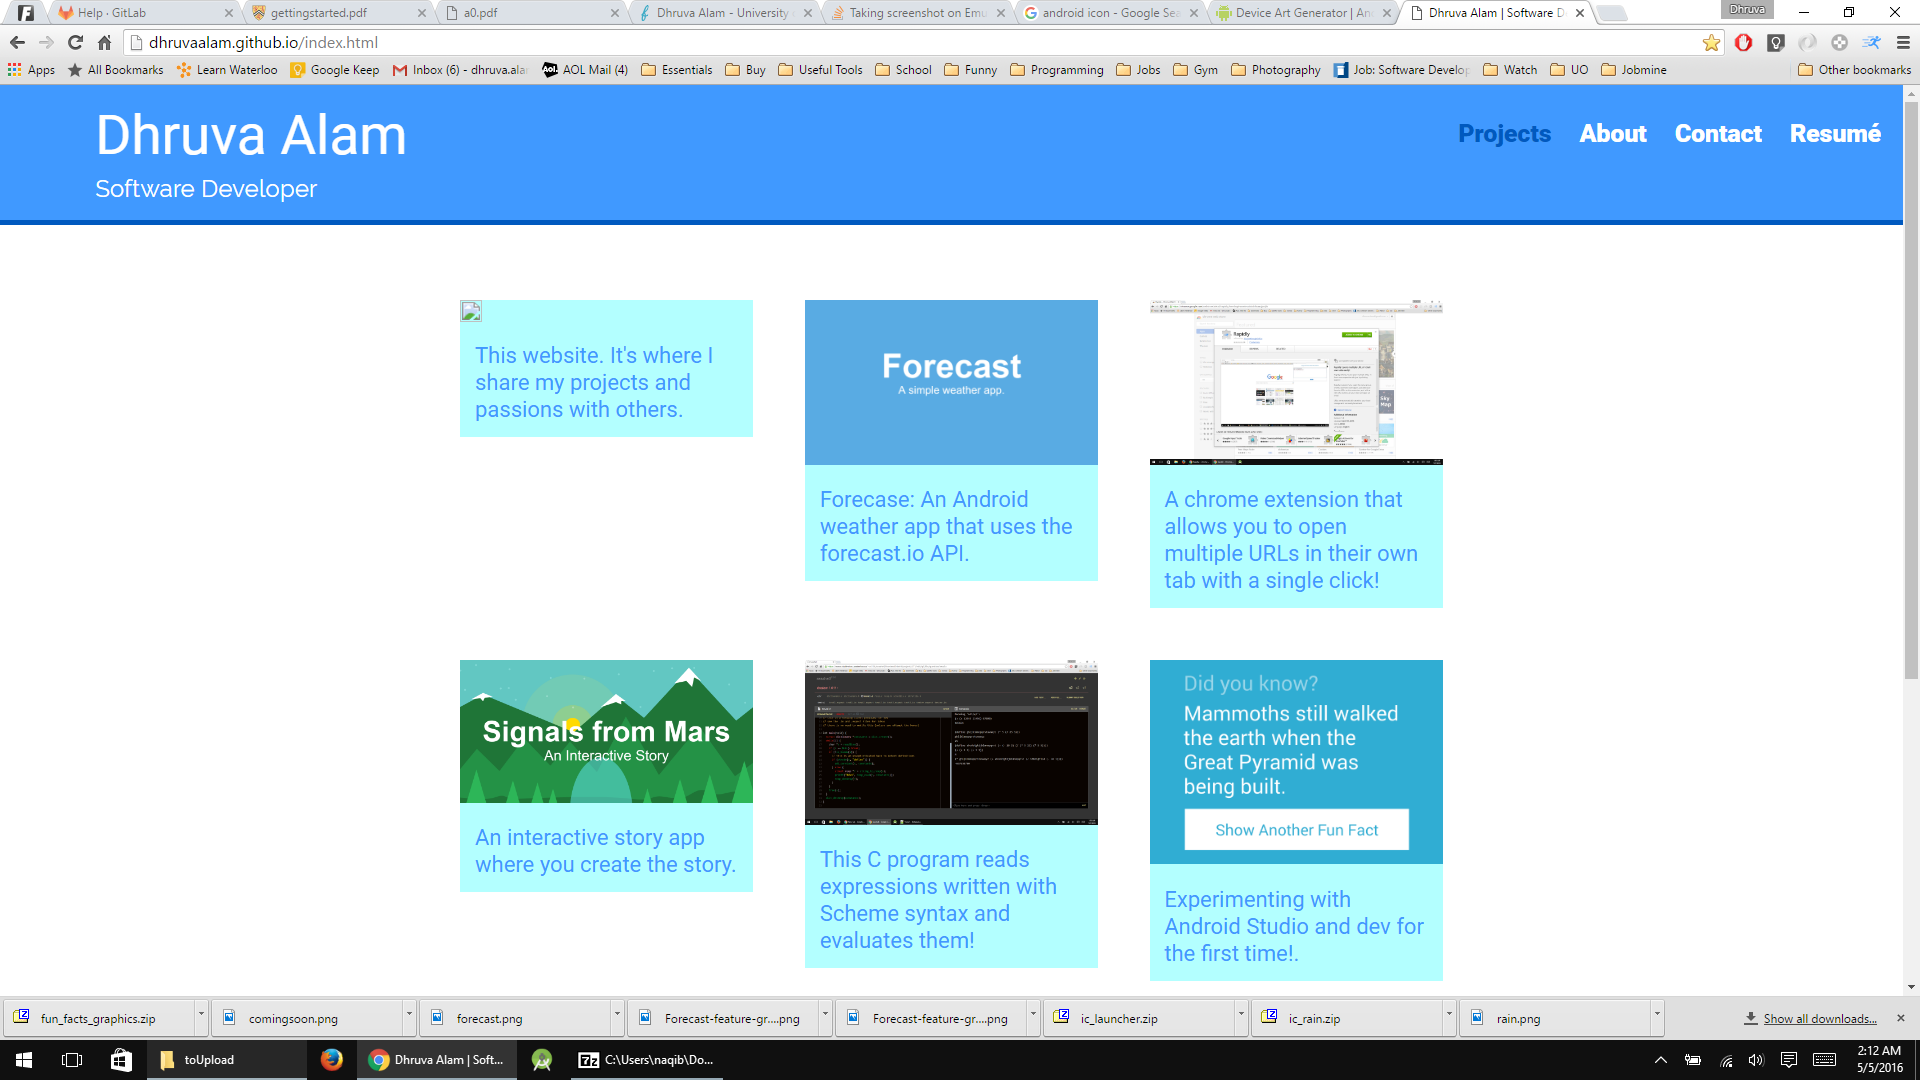 Help · GitLab
gettingstarted.pdf
a0.pdf
Dhruva Alam - University
Taking screenshot on Emu
android icon - Google Sea
Device Art Generator | An
Dhruva Alam | Software D
Dhruva
dhruvaalam.github.io/index.html
Apps
All Bookmarks
Learn Waterloo
Google Keep
Inbox (6) - dhruva.alar
Aol.
AOL Mail (4)
Essentials
Buy
Useful Tools
School
Funny
Programming
Jobs
Gym
Photography
Job: Software Develop
Watch
UO
Jobmine
Other bookmarks
Dhruva Alam
Software Developer
Projects
About
Contact
Resumé
This website. It's where I
share my projects and
passions with others.
Forecast
A simple weather app.
Forecase: An Android
weather app that uses the
forecast.io API.
Rapidly
Google
A chrome extension that
allows you to open
multiple URLs in their own
tab with a single click!
Signals from Mars
An Interactive Story
An interactive story app
where you create the story.
This C program reads
expressions written with
Scheme syntax and
evaluates them!
Did you know?
Mammoths still walked
the earth when the
Great Pyramid was
being built.
Show Another Fun Fact
Experimenting with
Android Studio and dev for
the first time!.
fun_facts_graphics.zip
comingsoon.png
forecast.png
Forecast-feature-gr....png
Forecast-feature-gr....png
ic_launcher.zip
ic_rain.zip
rain.png
Show all downloads...
toUpload
Dhruva Alam | Soft...
7z
C:\Users\naqib\Do...
2:12 AM
5/5/2016